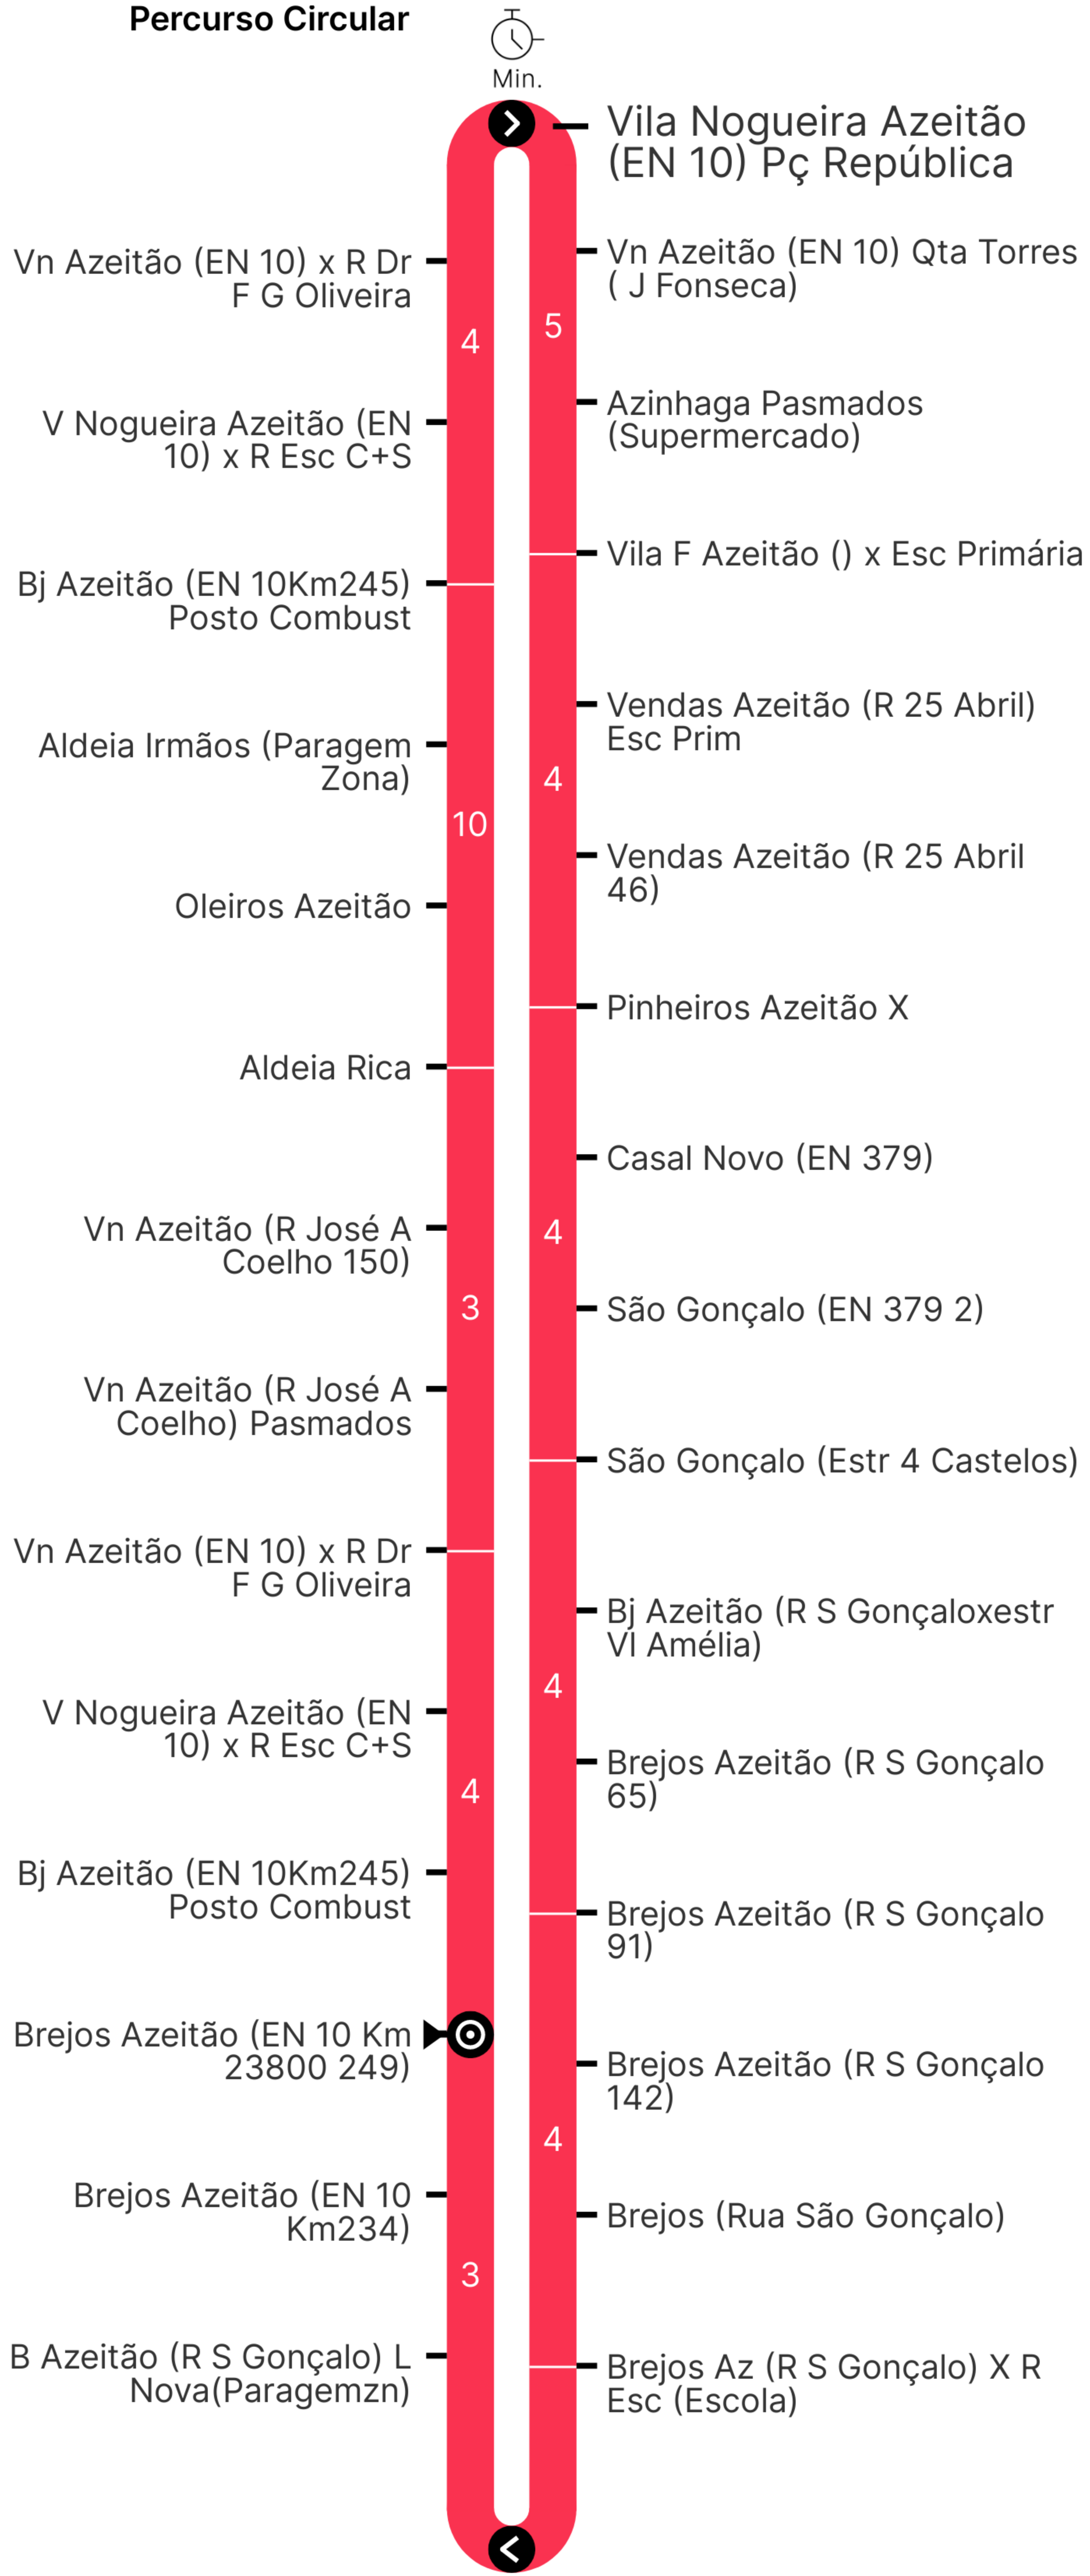 Percurso Circular
Min.
Vila Nogueira Azeitão
(EN 10) Pç República
Vn Azeitão (EN 10) Qta Torres
( J Fonseca)
5
Azinhaga Pasmados
(Supermercado)
Vila F Azeitão () x Esc Primária
Vendas Azeitão (R 25 Abril)
Esc Prim
4
Vendas Azeitão (R 25 Abril
46)
Pinheiros Azeitão X
Casal Novo (EN 379)
4
São Gonçalo (EN 379 2)
São Gonçalo (Estr 4 Castelos)
Bj Azeitão (R S Gonçaloxestr
Vl Amélia)
4
Brejos Azeitão (R S Gonçalo
65)
Brejos Azeitão (R S Gonçalo
91)
Brejos Azeitão (R S Gonçalo
142)
4
Brejos (Rua São Gonçalo)
Brejos Az (R S Gonçalo) X R
Esc (Escola)
Vn Azeitão (EN 10) x R Dr
F G Oliveira
4
V Nogueira Azeitão (EN
10) x R Esc C+S
Bj Azeitão (EN 10Km245)
Posto Combust
Aldeia Irmãos (Paragem
Zona)
10
Oleiros Azeitão
Aldeia Rica
Vn Azeitão (R José A
Coelho 150)
3
Vn Azeitão (R José A
Coelho) Pasmados
Vn Azeitão (EN 10) x R Dr
F G Oliveira
V Nogueira Azeitão (EN
10) x R Esc C+S
4
Bj Azeitão (EN 10Km245)
Posto Combust
Brejos Azeitão (EN 10 Km
23800 249)
Brejos Azeitão (EN 10
Km234)
3
B Azeitão (R S Gonçalo) L
Nova(Paragemzn)